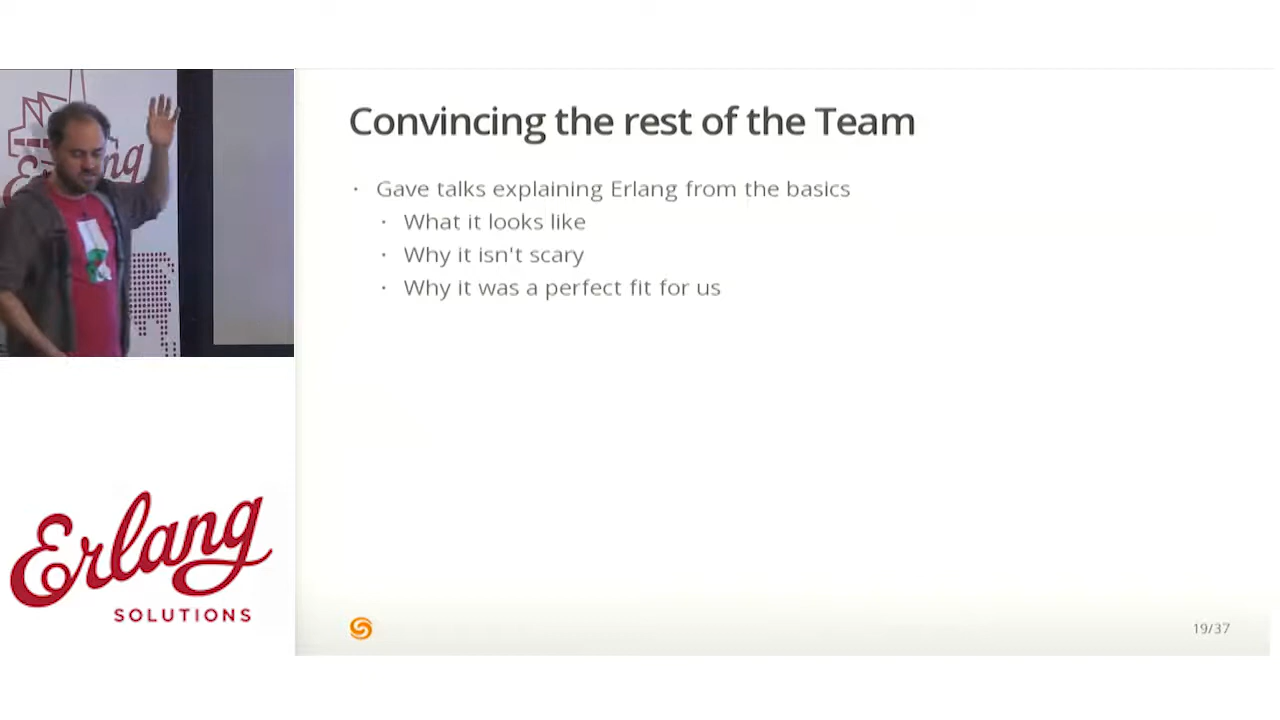 Convincing the rest of the Team
· Gave talks explaining Erlang from the basics
· What it looks like
· Why it isn't scary
· Why it was a perfect fit for us
Erlang
Erlang
SOLUTIONS
19/37